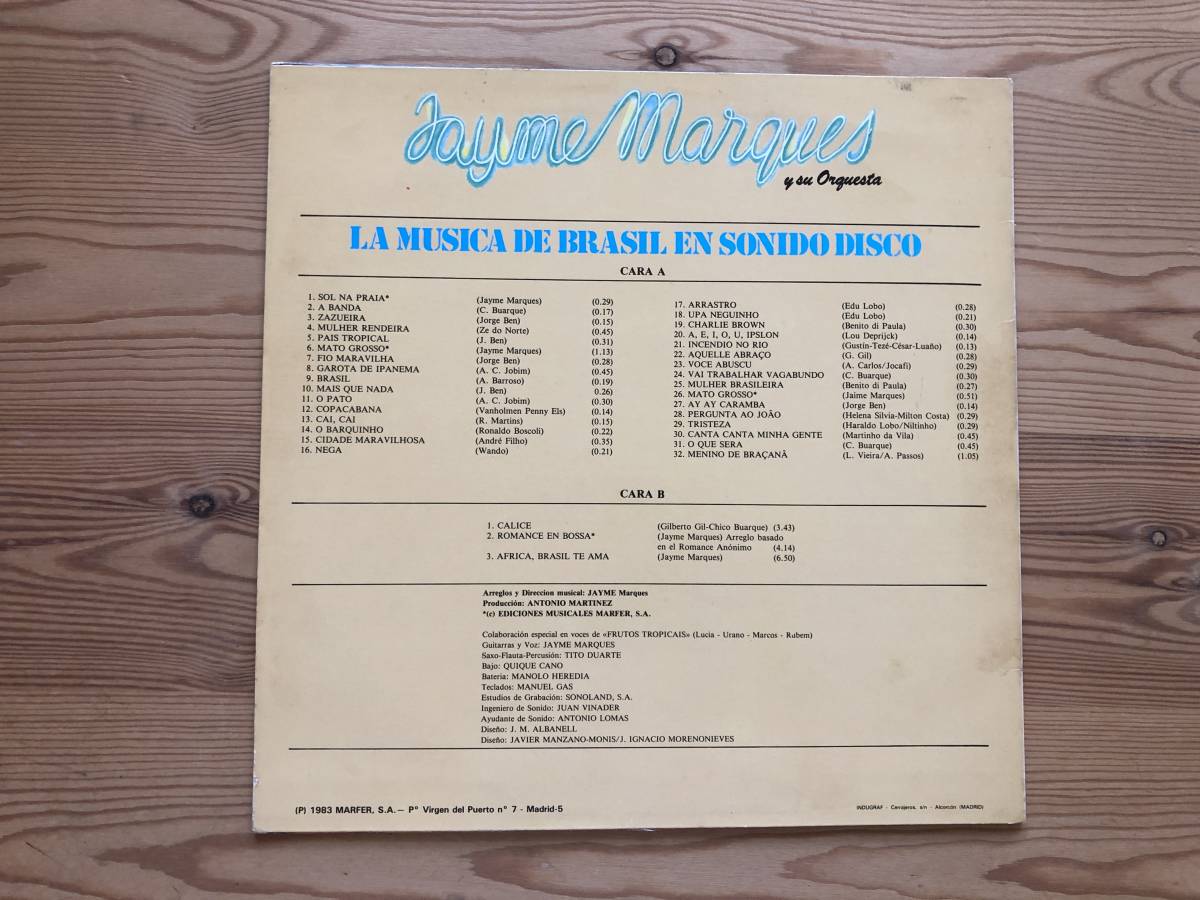 Jayme Marques
y su Orquesta
LA MUSICA DE BRASIL EN SONIDO DISCO
CARA A
1. SOL NA PRAIA* (Jayme Marques) (0.29)
2. A BANDA (C. Buarque) (0.17)
3. ZAZUEIRA (Jorge Ben) (0.15)
4. MULHER RENDEIRA (Ze do Norte) (0.45)
5. PAIS TROPICAL (J. Ben) (0.31)
6. MATO GROSSO* (Jayme Marques) (1.13)
7. FIO MARAVILHA (Jorge Ben) (0.28)
8. GAROTA DE IPANEMA (A. C. Jobim) (0.45)
9. BRASIL (A. Barroso) (0.19)
10. MAIS QUE NADA (J. Ben) 0.26)
11. O PATO (A. C. Jobim) (0.30)
12. COPACABANA (Vanholmen Penny Els) (0.14)
13. CAI, CAI (R. Martins) (0.15)
14. O BARQUINHO (Ronaldo Boscoli) (0.22)
15. CIDADE MARAVILHOSA (André Filho) (0.35)
16. NEGA (Wando) (0.21)
17. ARRASTRO (Edu Lobo) (0.28)
18. UPA NEGUINHO (Edu Lobo) (0.21)
19. CHARLIE BROWN (Benito di Paula) (0.30)
20. A, E, I, O, U, IPSLON (Lou Deprijck) (0.14)
21. INCENDIO NO RIO (Gustín-Tezé-César-Luaño) (0.13)
22. AQUELLE ABRAÇO (G. Gil) (0.28)
23. VOCE ABUSCU (A. Carlos/Jocafi) (0.29)
24. VAI TRABALHAR VAGABUNDO (C. Buarque) (0.30)
25. MULHER BRASILEIRA (Benito di Paula) (0.27)
26. MATO GROSSO* (Jaime Marques) (0.51)
27. AY AY CARAMBA (Jorge Ben) (0.14)
28. PERGUNTA AO JOÃO (Helena Silvia-Milton Costa) (0.29)
29. TRISTEZA (Haraldo Lobo/Niltinho) (0.29)
30. CANTA CANTA MINHA GENTE (Martinho da Vila) (0.45)
31. O QUE SERA (C. Buarque) (0.45)
32. MENINO DE BRAÇANÃ (L. Vieira/A. Passos) (1.05)
CARA B
1. CALICE (Gilberto Gil-Chico Buarque) (3.43)
2. ROMANCE EN BOSSA* (Jayme Marques) Arreglo basado
en el Romance Anónimo (4.14)
3. AFRICA, BRASIL TE AMA (Jayme Marques) (6.50)
Arreglos y Direccion musical: JAYME Marques
Producción: ANTONIO MARTINEZ
*(c) EDICIONES MUSICALES MARFER, S.A.
Colaboración especial en voces de «FRUTOS TROPICAIS» (Lucia - Urano - Marcos - Rubem)
Guitarras y Voz: JAYME MARQUES
Saxo-Flauta-Percusión: TITO DUARTE
Bajo: QUIQUE CANO
Bateria: MANOLO HEREDIA
Teclados: MANUEL GAS
Estudios de Grabación: SONOLAND, S.A.
Ingeniero de Sonido: JUAN VINADER
Ayudante de Sonido: ANTONIO LOMAS
Diseño: J. M. ALBANELL
Diseño: JAVIER MANZANO-MONIS/J. IGNACIO MORENONIEVES
(P) 1983 MARFER, S.A. — Pº Virgen del Puerto nº 7 - Madrid-5
INDUGRAF - Cervajeros, s/n - Alcorcón (MADRID)